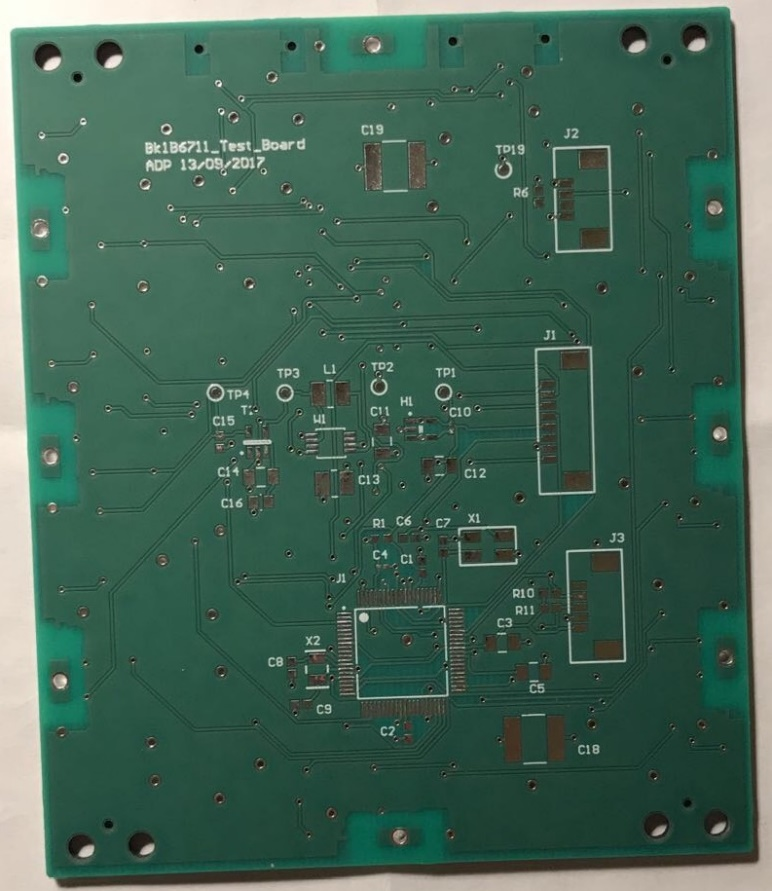 C19
TP19
J2
Bk1B6711_Test_Board
ADP 13/09/2017
R6
J1
TP4
TP3
L1
TP2
TP1
C15
W1
C11
H1
C10
C14
C13
C12
C16
R1
C6
C7
X1
C4
C1
J3
J1
R10
R11
X2
C3
C8
C5
C9
C2
C18